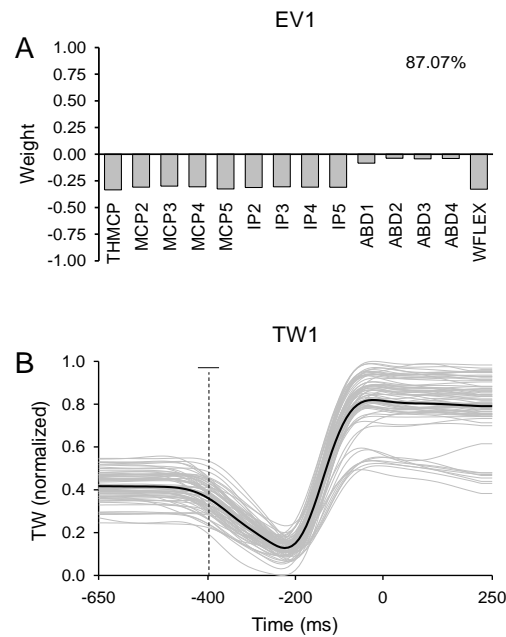 EV1
A
87.07%
1.00
0.75
0.50
0.25
0.00
-0.25
-0.50
-0.75
-1.00
Weight
THMCP
MCP2
MCP3
MCP4
MCP5
IP2
IP3
IP4
IP5
ABD1
ABD2
ABD3
ABD4
WFLEX
TW1
B
1.0
0.8
0.6
0.4
0.2
0.0
TW (normalized)
-650 -400 -200 0 250
Time (ms)